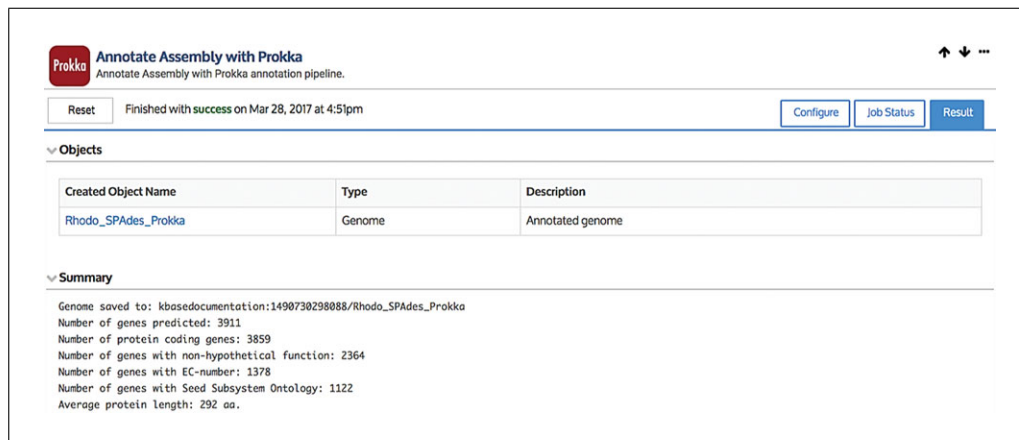 Prokka
Annotate Assembly with Prokka
Annotate Assembly with Prokka annotation pipeline.
Reset Finished with success on Mar 28, 2017 at 4:51pm Configure Job Status Result
Objects
Created Object Name Type Description
Rhodo_SPAdes_Prokka Genome Annotated genome
Summary
Genome saved to: kbasedocumentation:1490730298088/Rhodo_SPAdes_Prokka
Number of genes predicted: 3911
Number of protein coding genes: 3859
Number of genes with non-hypothetical function: 2364
Number of genes with EC-number: 1378
Number of genes with Seed Subsystem Ontology: 1122
Average protein length: 292 aa.